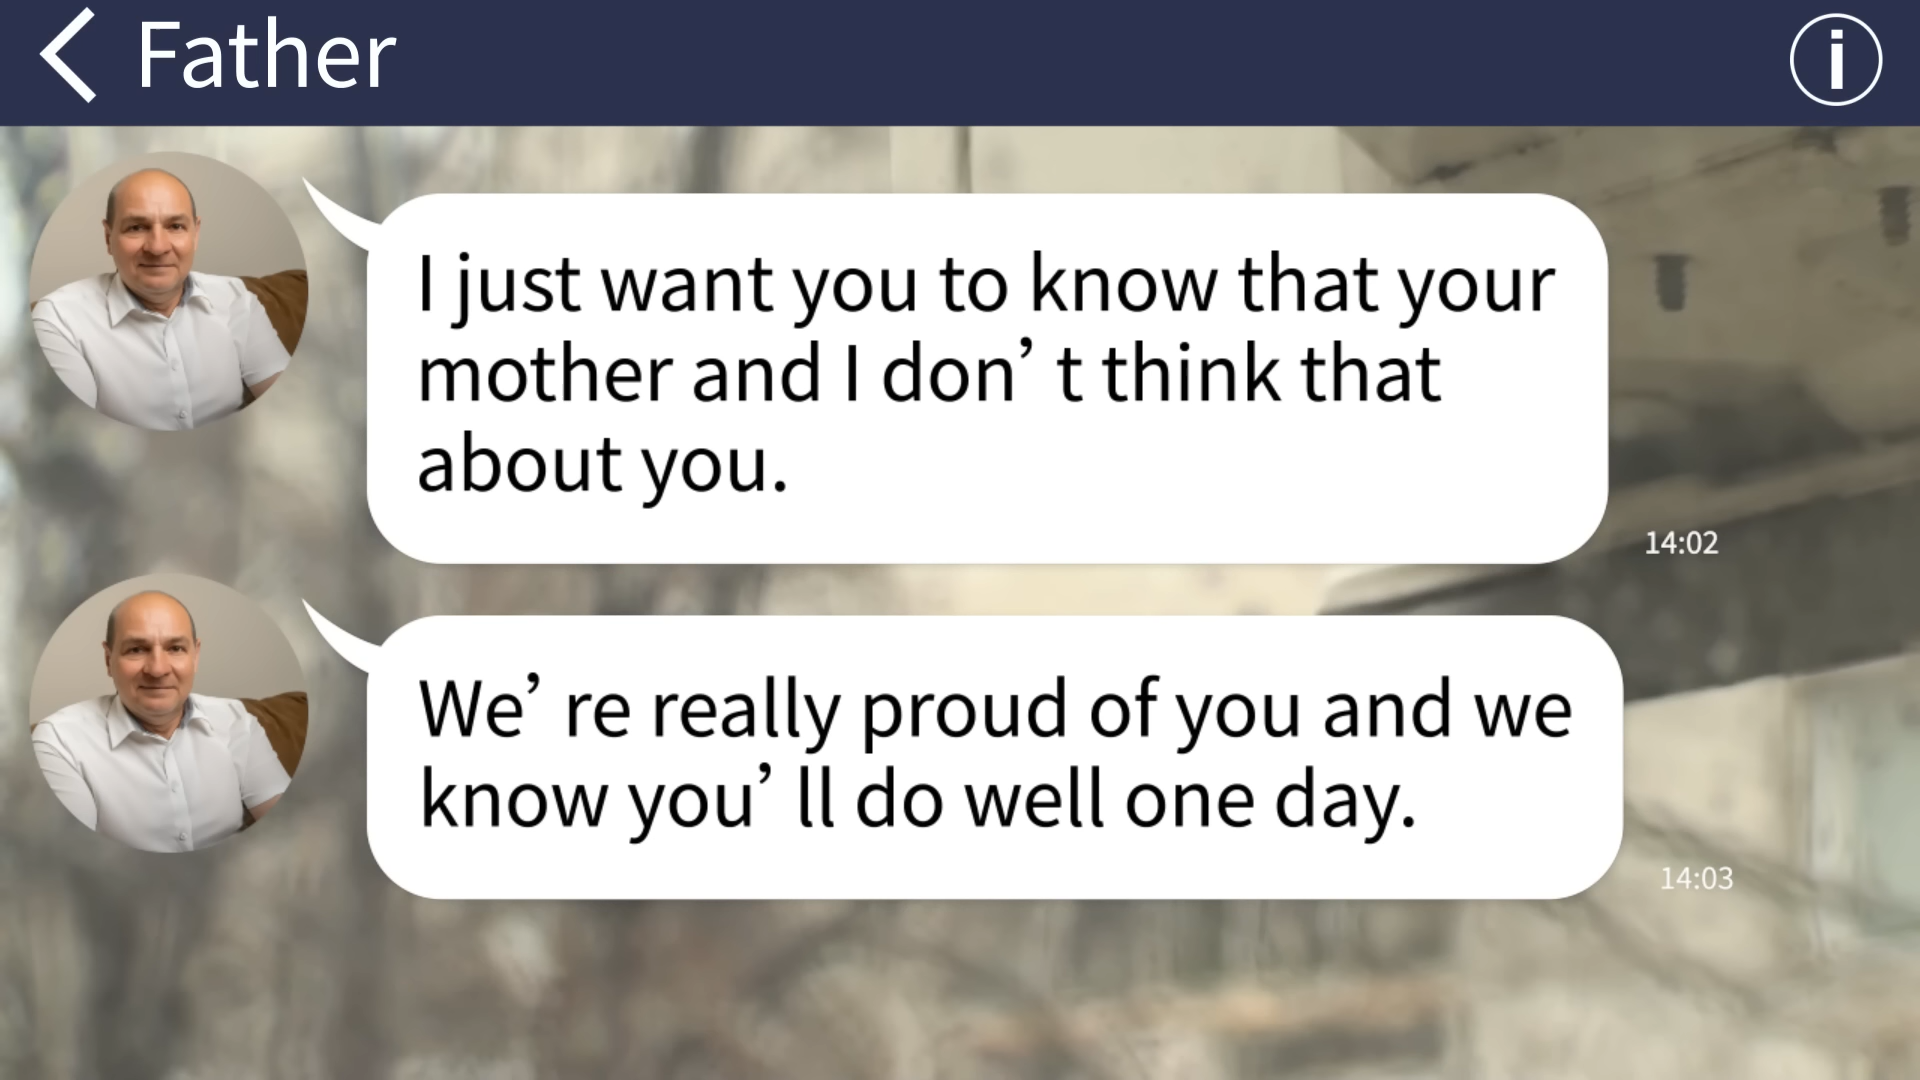 Father
I just want you to know that your
mother and I don’ t think that
about you.
14:02
We’ re really proud of you and we
know you’ ll do well one day.
14:03